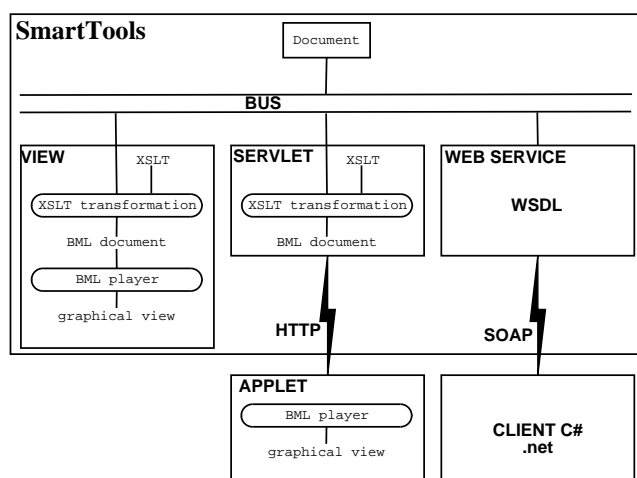 SmartTools
Document
BUS
VIEW
XSLT
XSLT transformation
BML document
BML player
graphical view
SERVLET
XSLT
XSLT transformation
BML document
WEB SERVICE
WSDL
HTTP
SOAP
APPLET
BML player
graphical view
CLIENT C#
.net